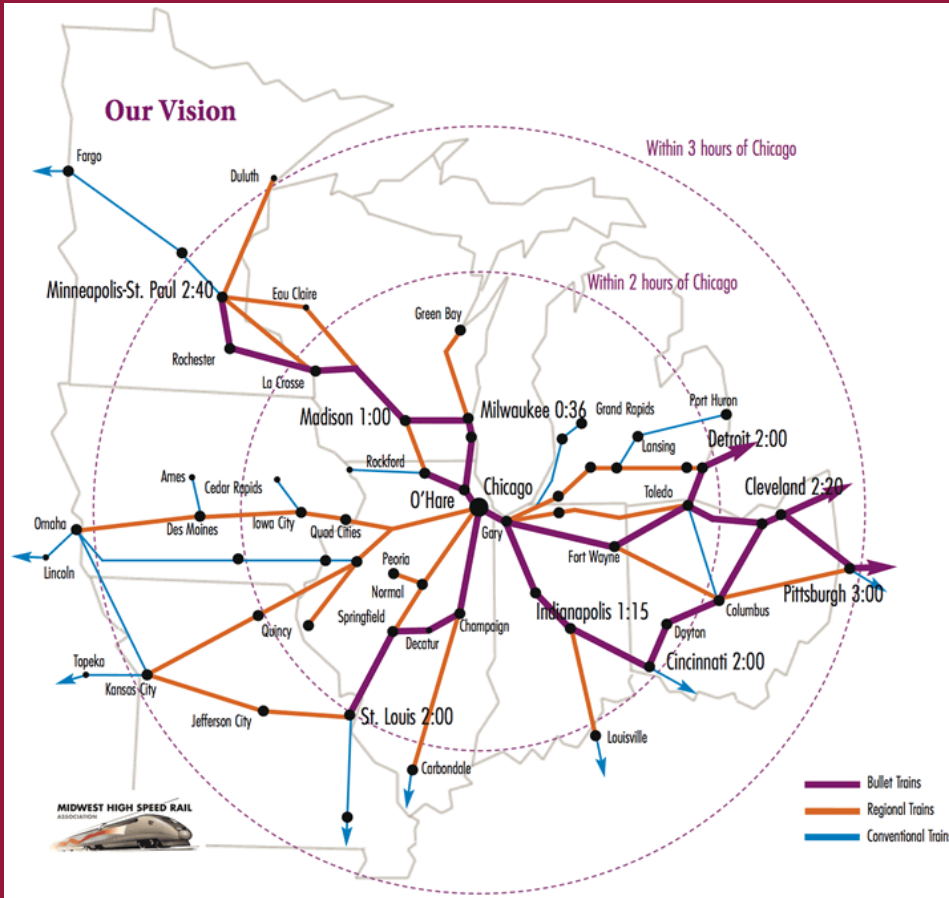 Our Vision
Within 3 hours of Chicago
Fargo
Duluth
Within 2 hours of Chicago
Minneapolis-St. Paul 2:40
Eau Claire
Green Bay
Rochester
La Crosse
Port Huron
Madison 1:00
Milwaukee 0:36
Grand Rapids
Lansing
Detroit 2:00
Rockford
Ames
Cedar Rapids
O'Hare
Chicago
Toledo
Cleveland 2:20
Omaha
Des Moines
Iowa City
Quad Cities
Gary
Fort Wayne
Lincoln
Peoria
Normal
Pittsburgh 3:00
Springfield
Champaign
Indianapolis 1:15
Columbus
Quincy
Decatur
Dayton
Topeka
Kansas City
Cincinnati 2:00
Jefferson City
St. Louis 2:00
Louisville
Carbondale
Bullet Trains
MIDWEST HIGH SPEED RAIL
ASSOCIATION
Regional Trains
Conventional Train